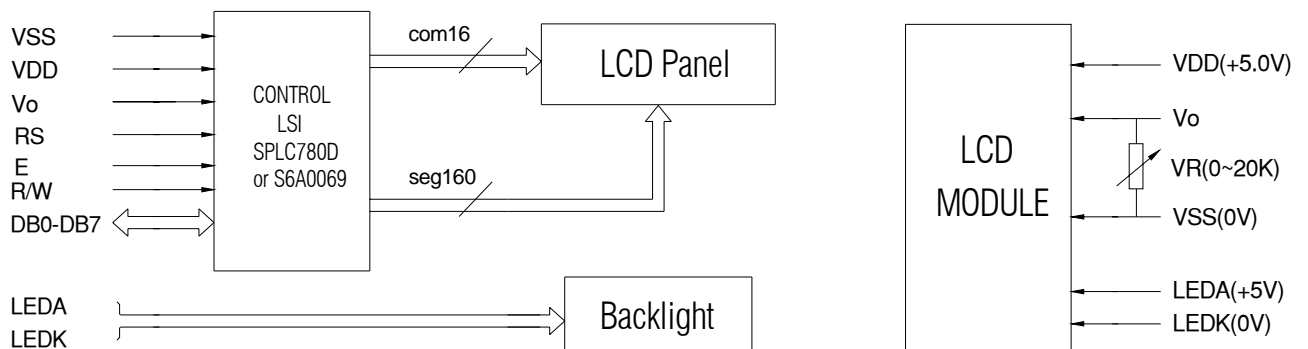 VSS
VDD
Vo
RS
E
R/W
DB0-DB7
LEDA
LEDK
CONTROL
LSI
SPLC780D
or S6A0069
com16
seg160
LCD Panel
Backlight
LCD
MODULE
VDD(+5.0V)
Vo
VR(0~20K)
VSS(0V)
LEDA(+5V)
LEDK(0V)